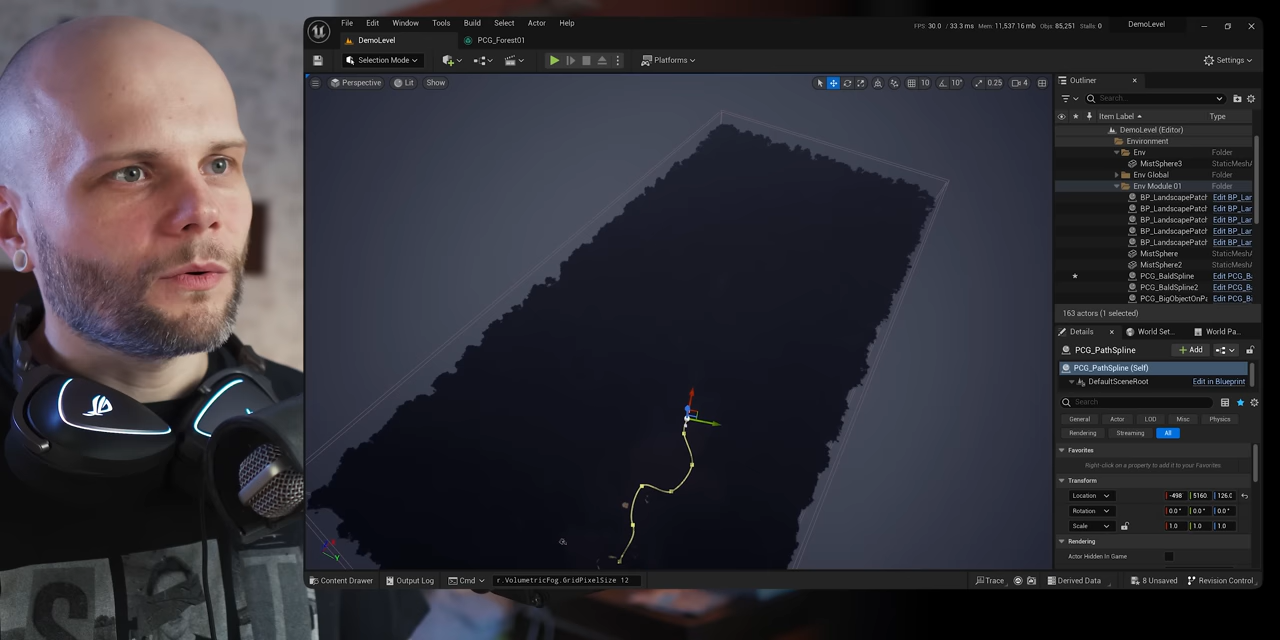 File Edit Window Tools Build Select Actor Help
FPS: 30.0 / 33.3 ms Mem: 11,537.16 mb Objs: 85,251 Stalls: 0
DemoLevel
DemoLevel
PCG_Forest01
Selection Mode
Platforms
Settings
Perspective Lit Show
10 10° 0.25 4
Outliner
Search...
Item Label Type
DemoLevel (Editor)
Environment
Env Folder
MistSphere3 StaticMeshA
Env Global Folder
Env Module 01 Folder
BP_LandscapePatch Edit BP_Lar
BP_LandscapePatch Edit BP_Lar
BP_LandscapePatch Edit BP_Lar
BP_LandscapePatch Edit BP_Lar
BP_LandscapePatch Edit BP_Lar
MistSphere StaticMeshA
MistSphere2 StaticMeshA
PCG_BaldSpline Edit PCG_Ba
PCG_BaldSpline2 Edit PCG_B
PCG_BigObjectOnPa Edit PCG_B
163 actors (1 selected)
Details World Set... World Pa...
PCG_PathSpline + Add
PCG_PathSpline (Self)
DefaultSceneRoot Edit in Blueprint
Search
General Actor LOD Misc Physics
Rendering Streaming All
Favorites
Right-click on a property to add it to your Favorites
Transform
Location -498 5160 126.0
Rotation 0.0° 0.0° 0.0°
Scale 1.0 1.0 1.0
Rendering
Actor Hidden In Game
Content Drawer Output Log Cmd r.VolumetricFog.GridPixelSize 12
Trace Derived Data 8 Unsaved Revision Control